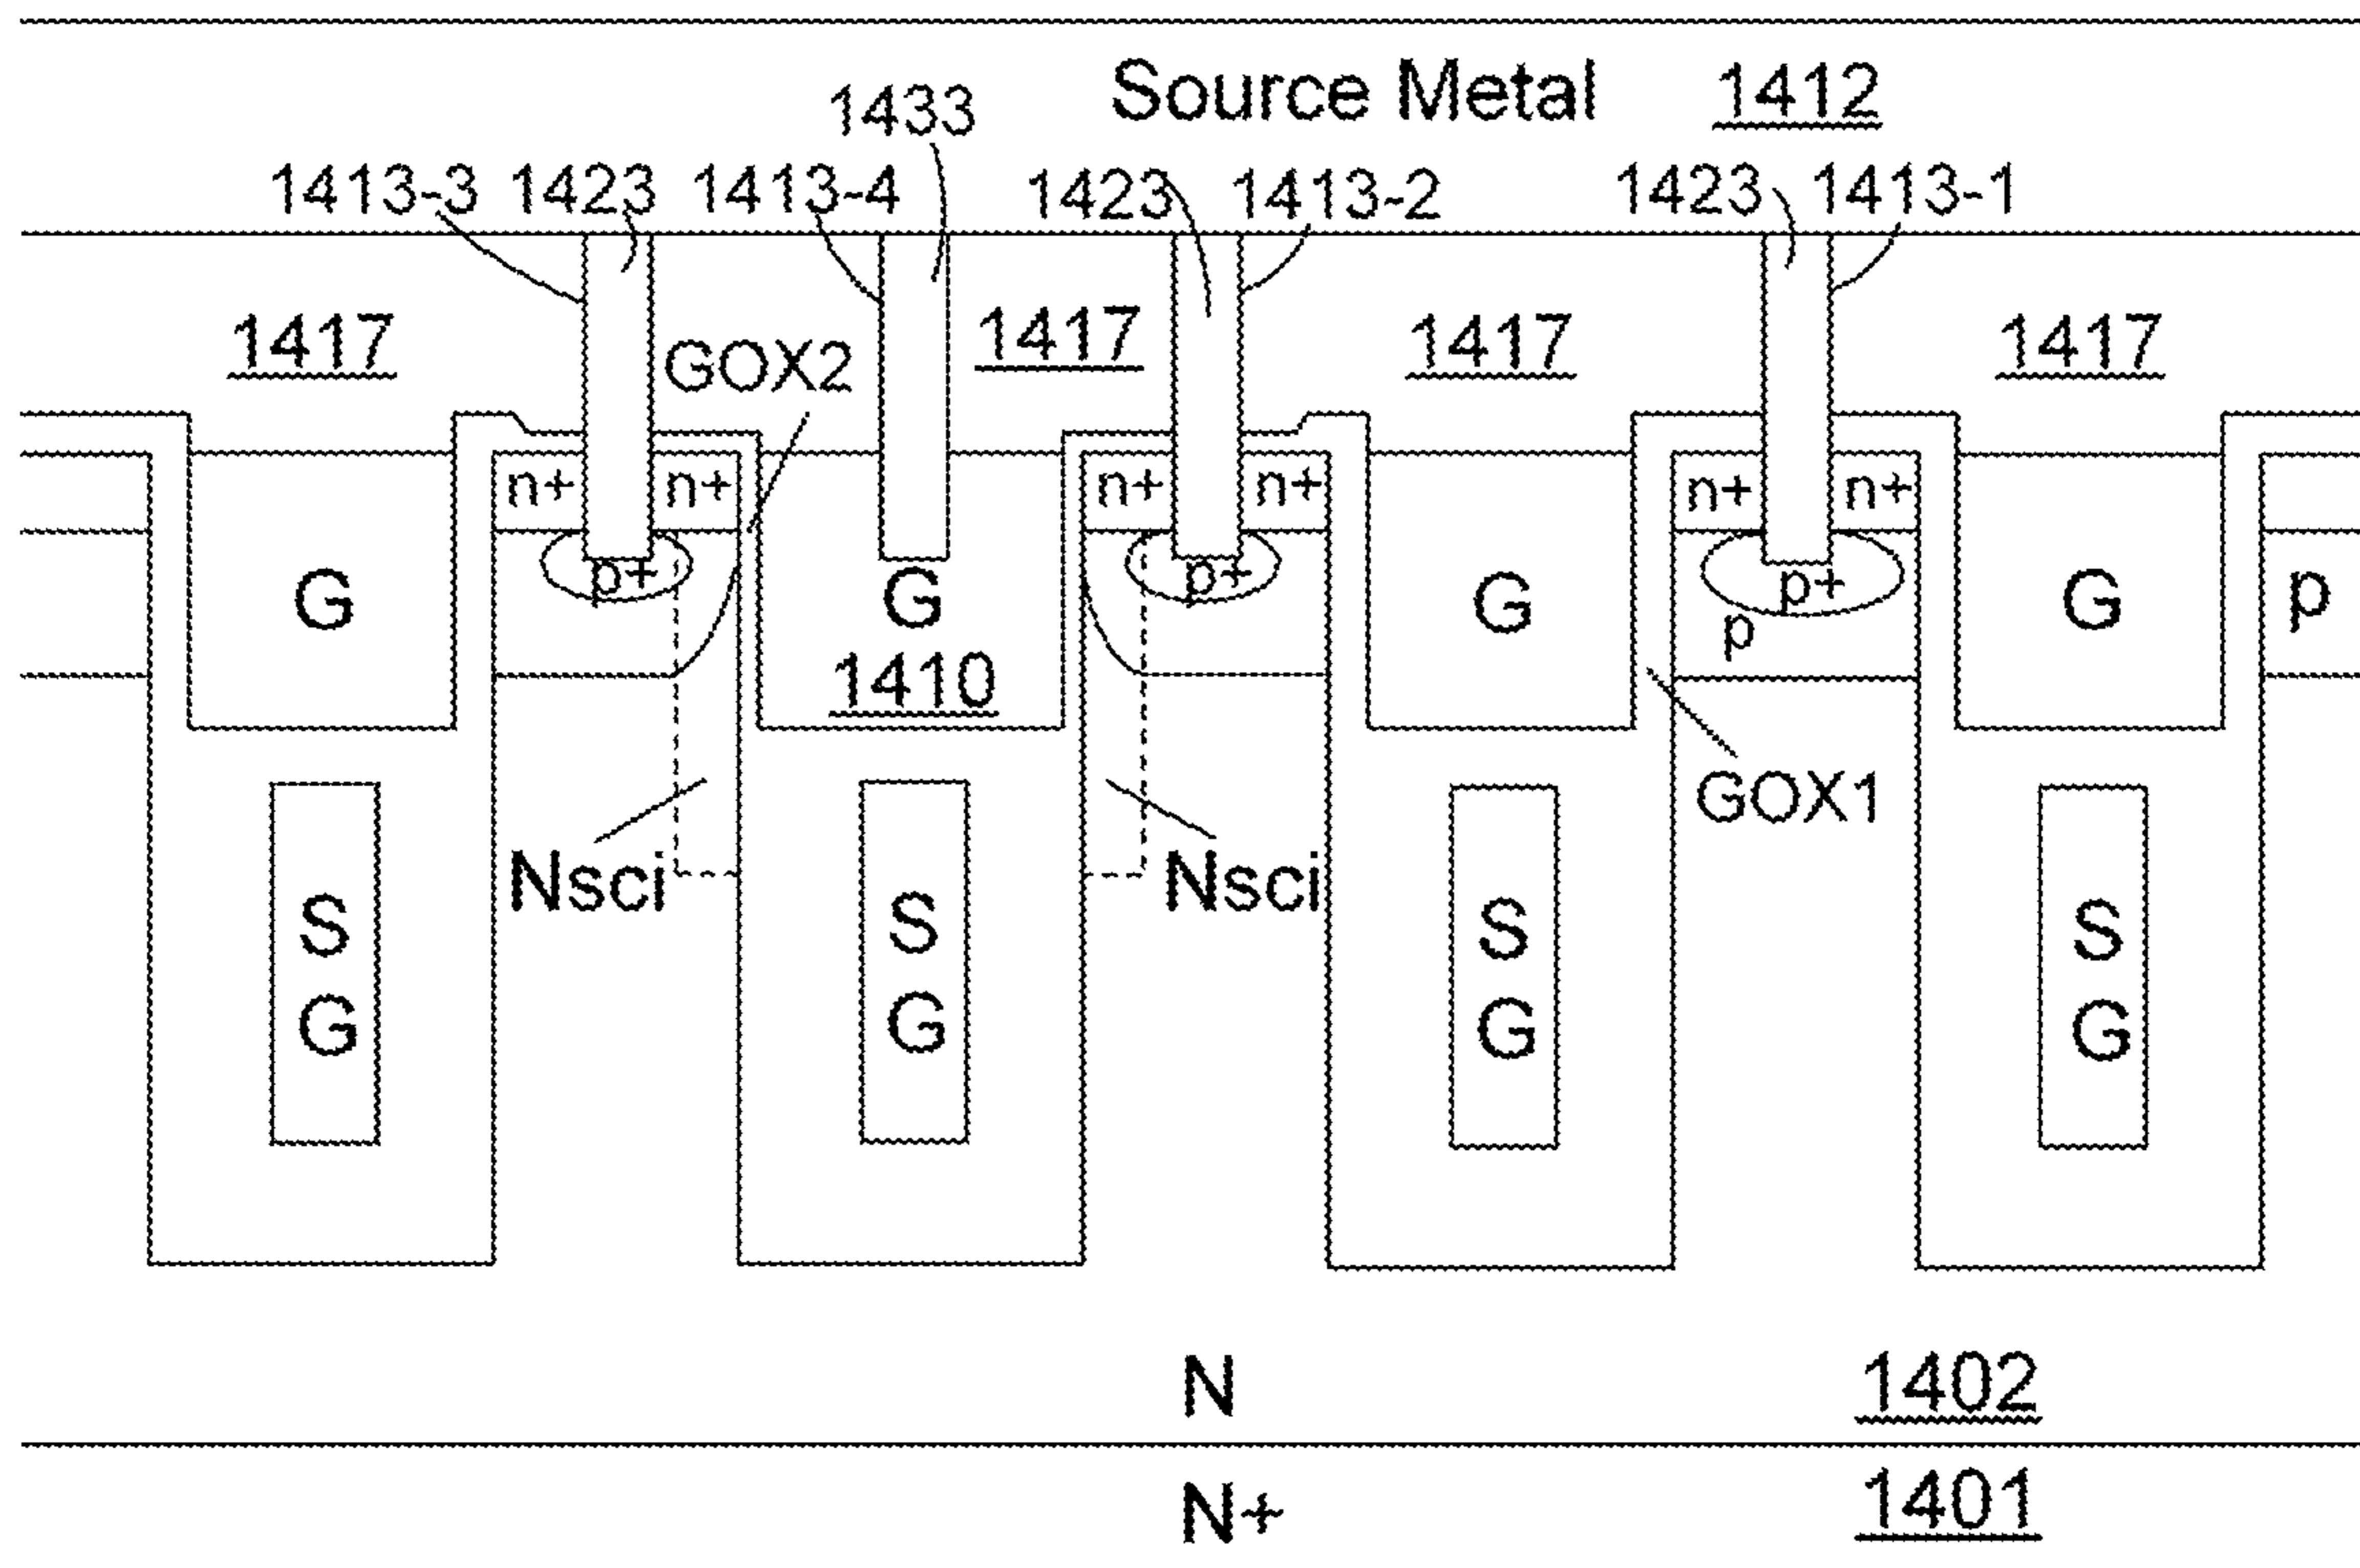 Source Metal 1412
1433
1413-3 1423 1413-4 1423 1413-2 1423 1413-1
1417 GOX2 1417 1417 1417
n+ n+ n+ n+ n+ n+
p+ p+ p+
G G G G p
p
1410
GOX1
Nsci Nsci
S S S S
G G G G
N 1402
N+ 1401